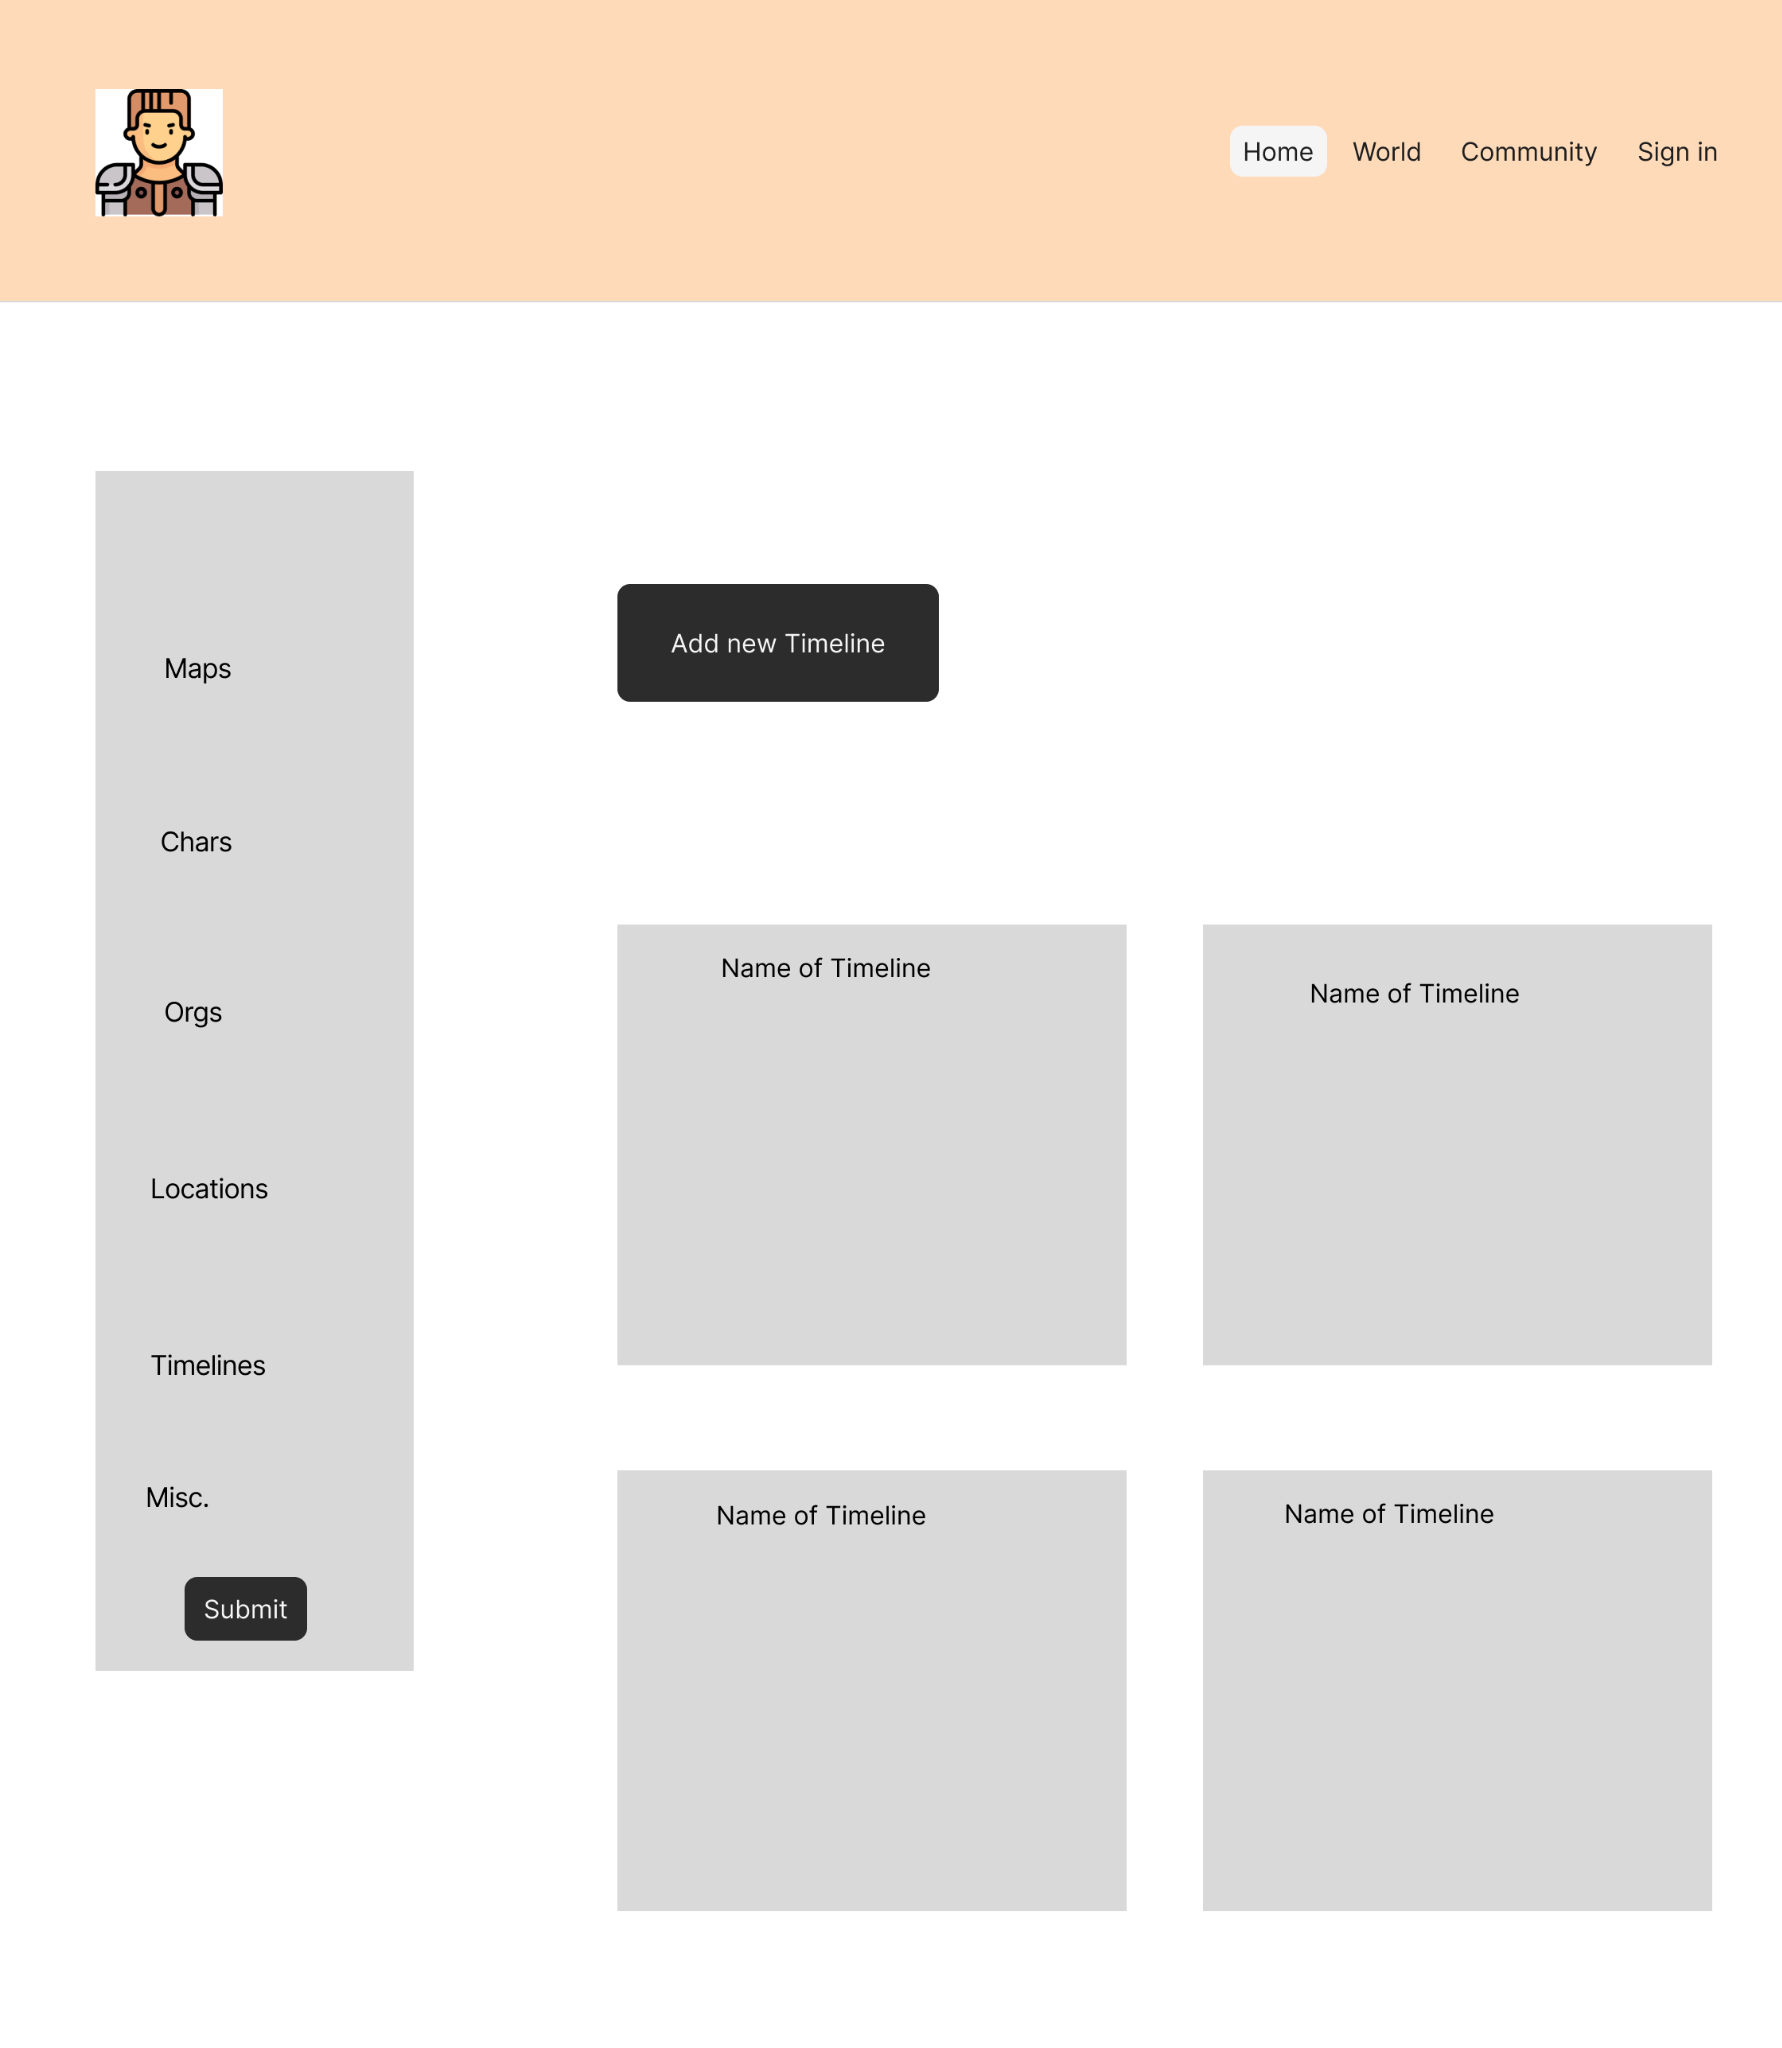 Home
World
Community
Sign in
Maps
Chars
Orgs
Locations
Timelines
Misc.
Submit
Add new Timeline
Name of Timeline
Name of Timeline
Name of Timeline
Name of Timeline